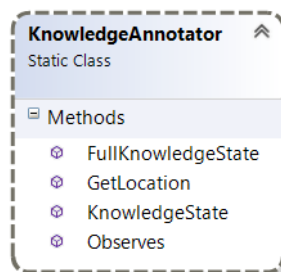 KnowledgeAnnotator
Static Class
Methods
FullKnowledgeState
GetLocation
KnowledgeState
Observes